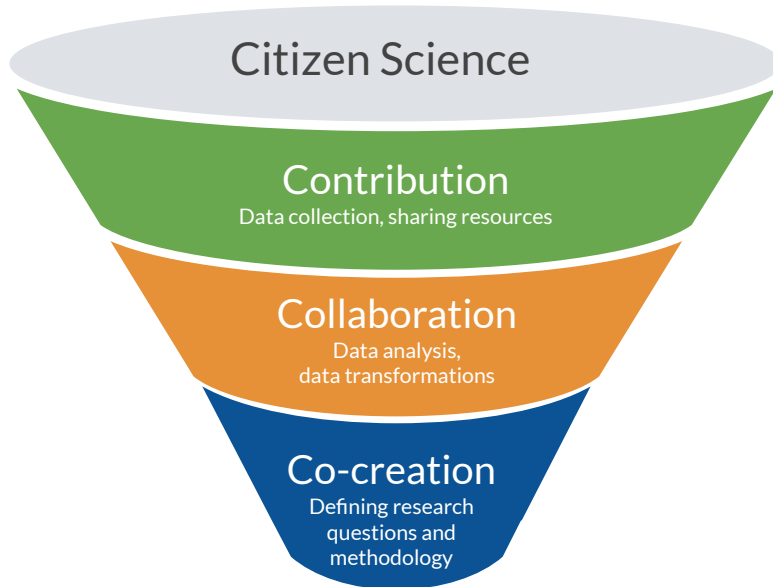 Citizen Science
Contribution
Data collection, sharing resources
Collaboration
Data analysis,
data transformations
Co-creation
Defining research
questions and
methodology